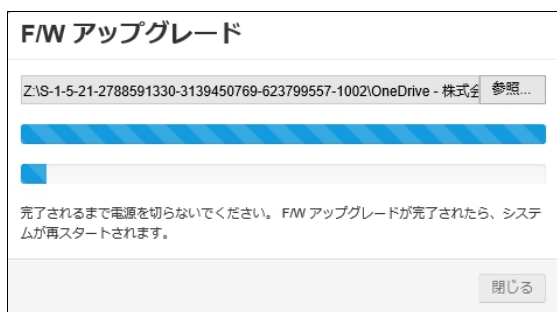 F/W アップグレード
Z:\S-1-5-21-2788591330-3139450769-623799557-1002\OneDrive - 株式会
参照...
完了されるまで電源を切らないでください。 F/W アップグレードが完了されたら、システ
ムが再スタートされます。
閉じる